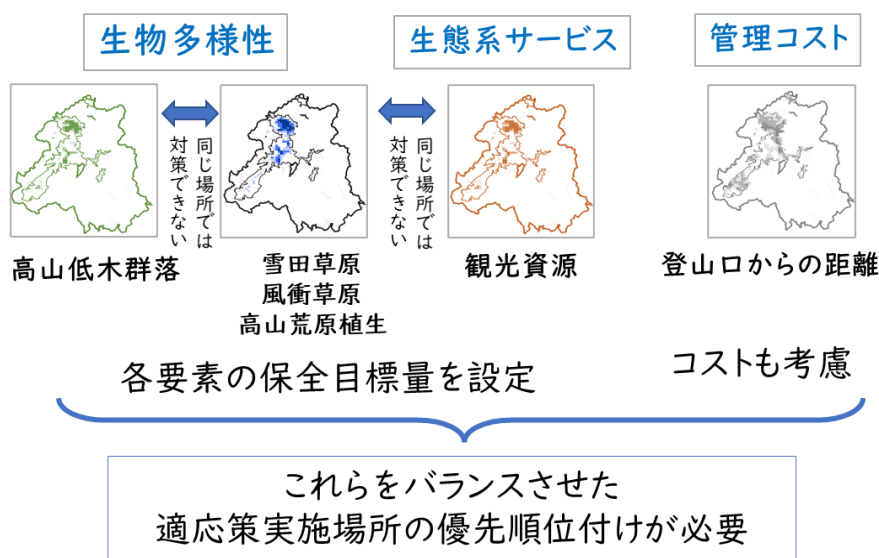 生物多様性
生態系サービス
管理コスト
同じ場所では
対策できない
同じ場所では
対策できない
高山低木群落
雪田草原
風衝草原
高山荒原植生
観光資源
登山口からの距離
各要素の保全目標量を設定
コストも考慮
これらをバランスさせた
適応策実施場所の優先順位付けが必要